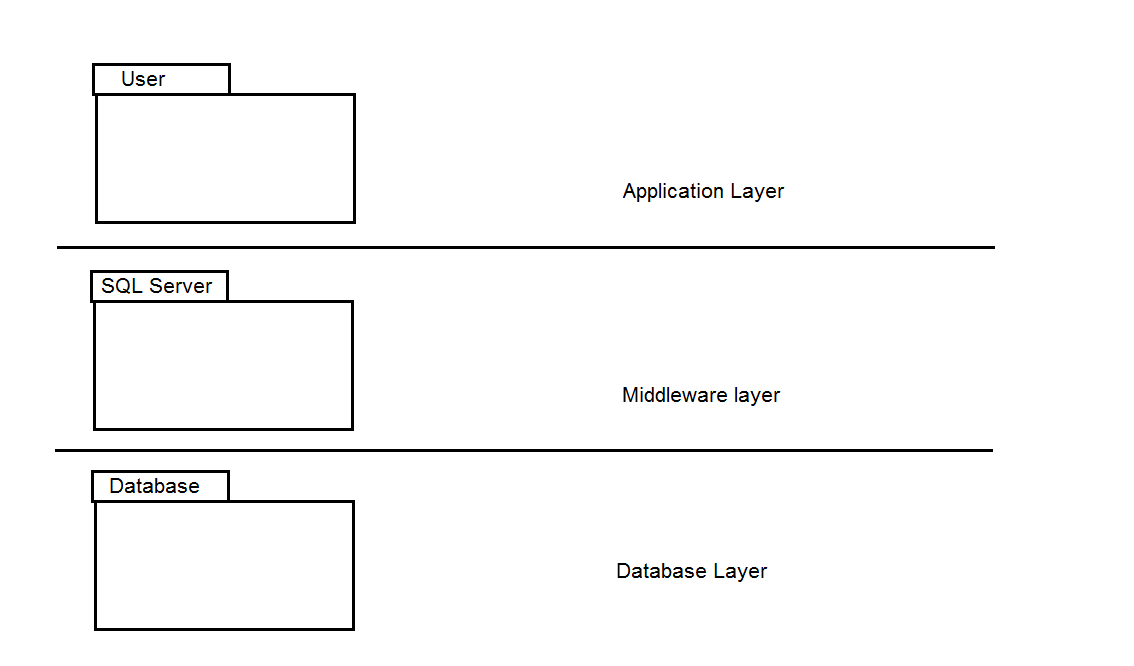 User
Application Layer
SQL Server
Middleware layer
Database
Database Layer